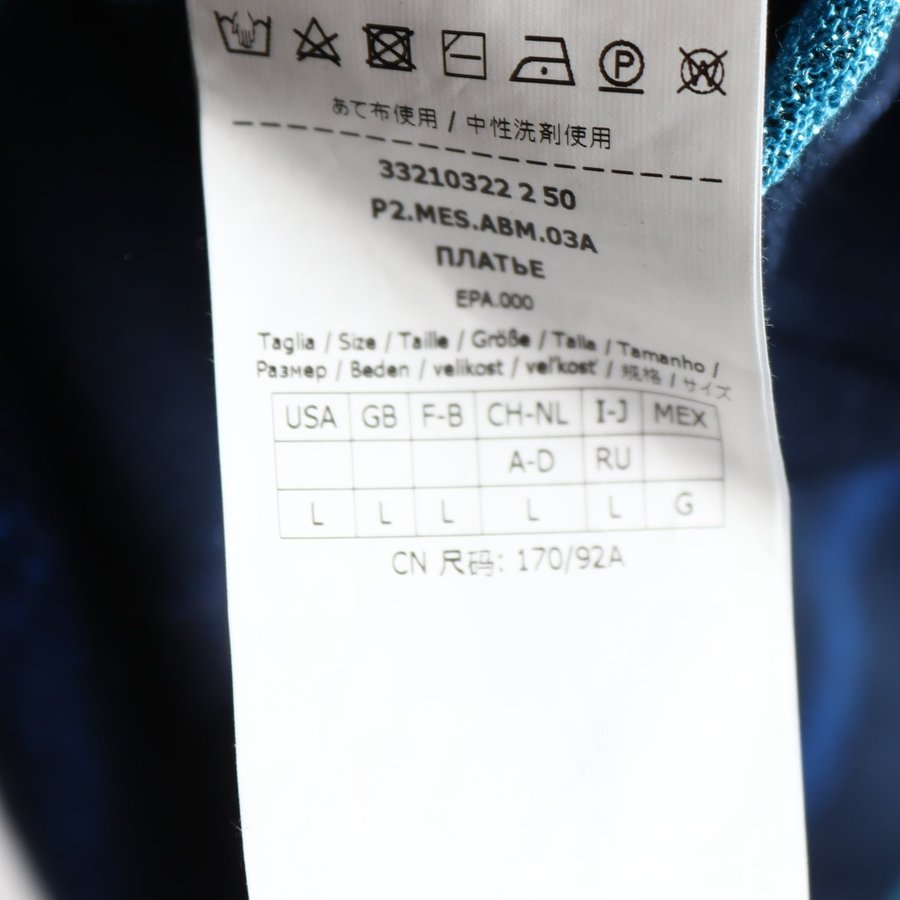 P W
あて布使用 / 中性洗剤使用
33210322 2 50
P2.MES.ABM.03A
ПЛАТЬЕ
EPA.000
Taglia / Size / Taille / Größe / Talla / Tamanho /
Размер / Beden / velikost / veľkosť / 规格 / サイズ
USA GB F-B CH-NL I-J MEX
A-D RU
L L L L L G
CN 尺码: 170/92A